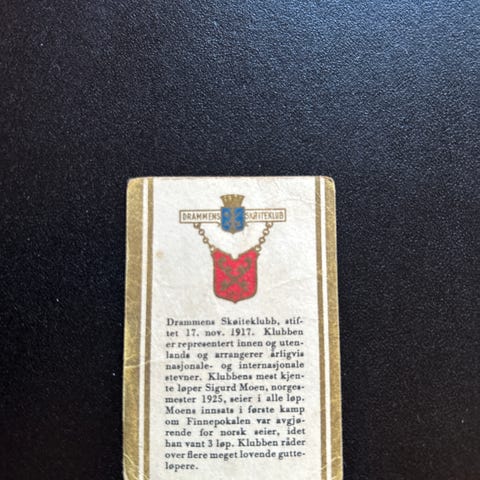 DRAMMENS SKØITEKLUB
Drammens Skøiteklubb, stif-
tet 17. nov. 1917. Klubben
er representert innen og uten-
lands og arrangerer årligvis
nasjonale- og internasjonale
stevner. Klubbens mest kjen-
te løper Sigurd Moen, norges-
mester 1925, seier i alle løp.
Moens innsats i første kamp
om Finnepokalen var avgjø-
rende for norsk seier, idet
han vant 3 løp. Klubben råder
over flere meget lovende gutte-
løpere.